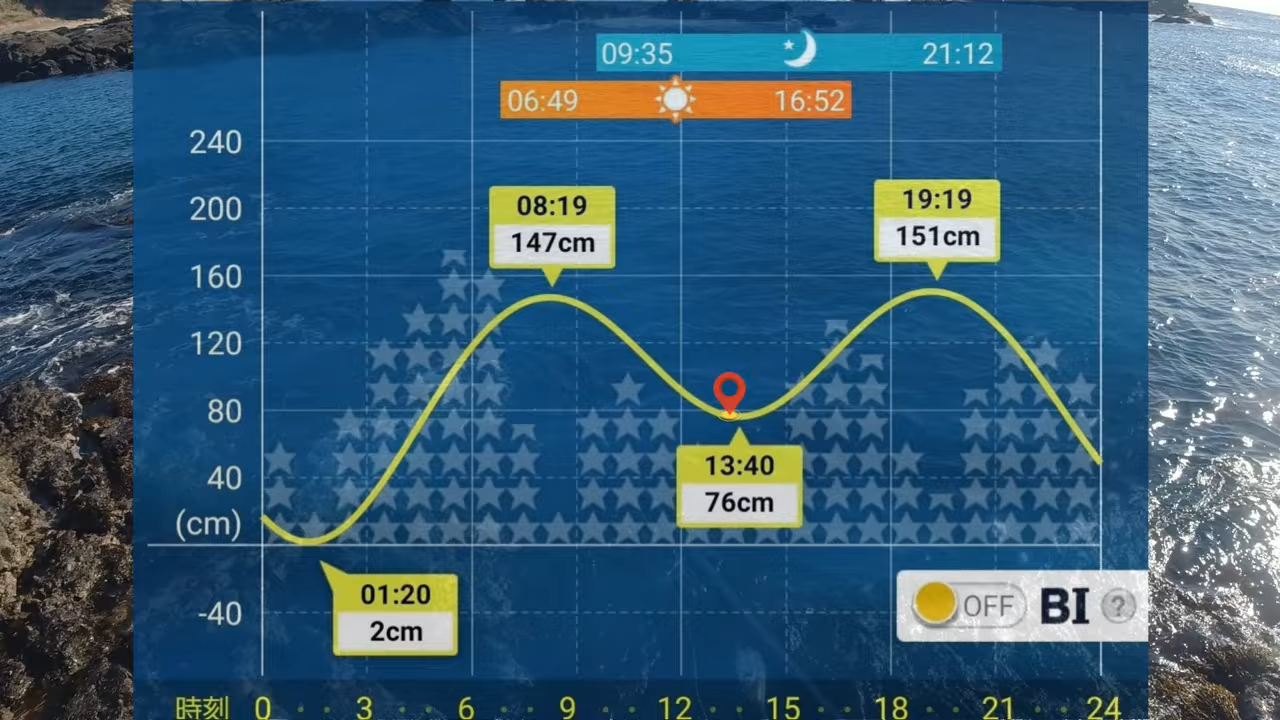 09:35 21:12
06:49 16:52
240
200
160
120
80
40
(cm)
-40
08:19
147cm
19:19
151cm
13:40
76cm
01:20
2cm
OFF BI ?
時刻 0 3 6 9 12 15 18 21 24